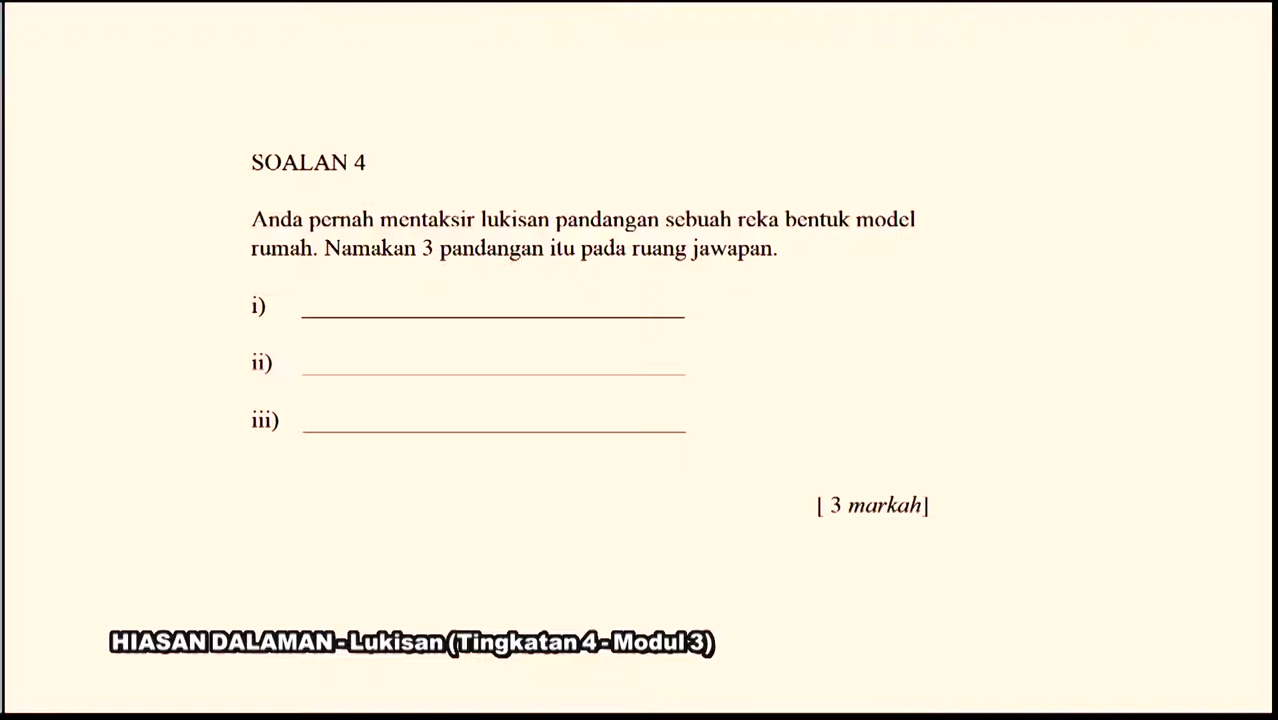 SOALAN 4
Anda pernah mentaksir lukisan pandangan sebuah reka bentuk model
rumah. Namakan 3 pandangan itu pada ruang jawapan.
i)
ii)
iii)
[ 3 markah]
HIASAN DALAMAN - Lukisan (Tingkatan 4 - Modul 3)